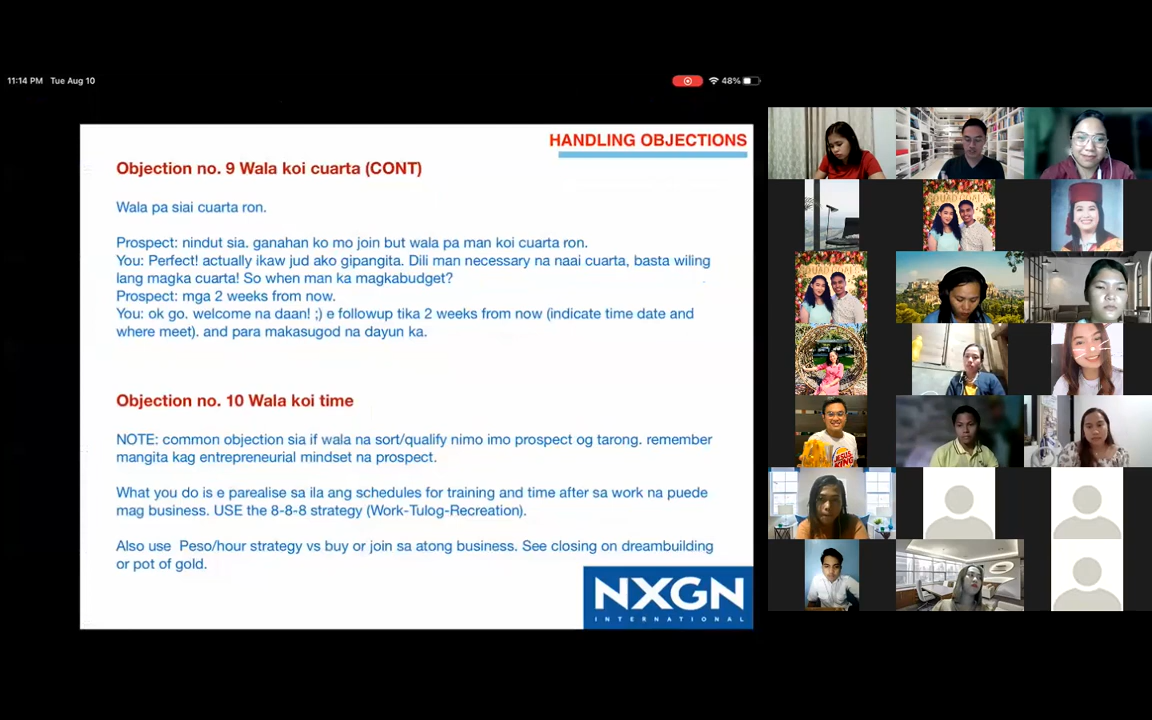 11:14 PM Tue Aug 10
48%
HANDLING OBJECTIONS
Objection no. 9 Wala koi cuarta (CONT)
Wala pa siai cuarta ron.
Prospect: nindut sia. ganahan ko mo join but wala pa man koi cuarta ron.
You: Perfect! actually ikaw jud ako gipangita. Dili man necessary na naai cuarta, basta wiling
lang magka cuarta! So when man ka magkabudget?
Prospect: mga 2 weeks from now.
You: ok go. welcome na daan! ;) e followup tika 2 weeks from now (indicate time date and
where meet). and para makasugod na dayun ka.
Objection no. 10 Wala koi time
NOTE: common objection sia if wala na sort/qualify nimo imo prospect og tarong. remember
mangita kag entrepreneurial mindset na prospect.
What you do is e parealise sa ila ang schedules for training and time after sa work na puede
mag business. USE the 8-8-8 strategy (Work-Tulog-Recreation).
Also use Peso/hour strategy vs buy or join sa atong business. See closing on dreambuilding
or pot of gold.
NXGN
INTERNATIONAL
JESUS
KING